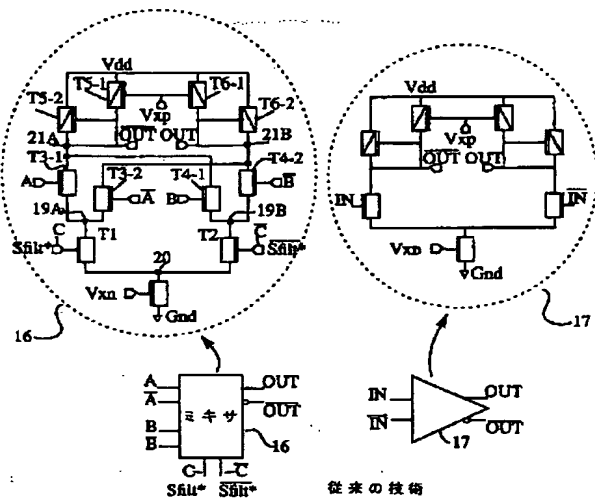 Vdd
T5-1
T6-1
T5-2
T6-2
Vxp
21A
OUT
OUT
21B
T3-1
T4-2
A
T3-2
T4-1
A
B
B
19A
19B
C
T1
T2
C
Sfilt*
Sfilt*
20
Vxn
Gnd
16
Vdd
Vxp
OUT
OUT
IN
IN
Vxn
Gnd
17
A
A
B
B
ミキサ
OUT
OUT
16
C
C
Sfilt*
Sfilt*
IN
IN
OUT
OUT
17
従来の技術